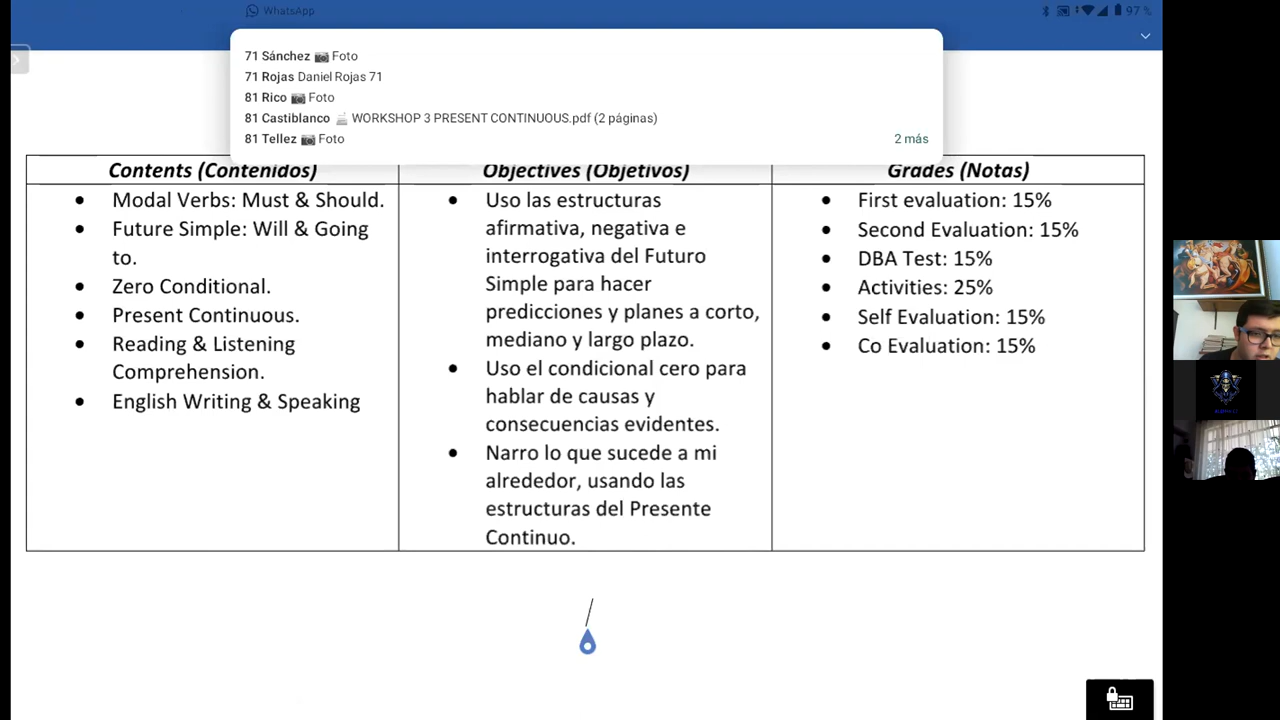 WhatsApp
97 %
71 Sánchez Foto
71 Rojas Daniel Rojas 71
81 Rico Foto
81 Castiblanco WORKSHOP 3 PRESENT CONTINUOUS.pdf (2 páginas)
81 Tellez Foto
2 más
Contents (Contenidos)
• Modal Verbs: Must & Should.
• Future Simple: Will & Going
to.
• Zero Conditional.
• Present Continuous.
• Reading & Listening
Comprehension.
• English Writing & Speaking
Objectives (Objetivos)
• Uso las estructuras
afirmativa, negativa e
interrogativa del Futuro
Simple para hacer
predicciones y planes a corto,
mediano y largo plazo.
• Uso el condicional cero para
hablar de causas y
consecuencias evidentes.
• Narro lo que sucede a mi
alrededor, usando las
estructuras del Presente
Continuo.
Grades (Notas)
• First evaluation: 15%
• Second Evaluation: 15%
• DBA Test: 15%
• Activities: 25%
• Self Evaluation: 15%
• Co Evaluation: 15%